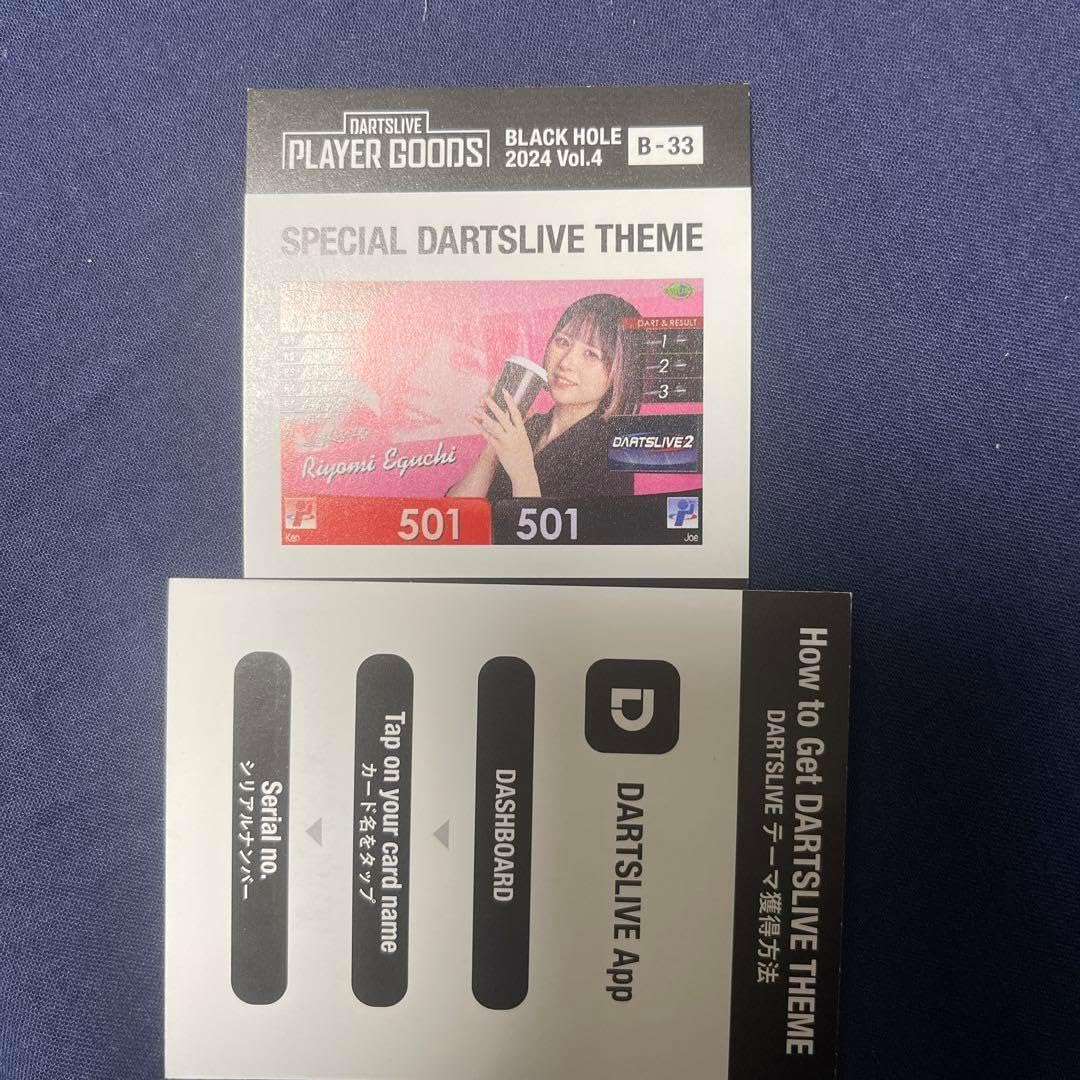 DARTSLIVE
PLAYER GOODS
BLACK HOLE
2024 Vol.4
B-33
SPECIAL DARTSLIVE THEME
DART & RESULT
1
2
3
DARTSLIVE2
Riyomi Eguchi
501
501
Ken
Joe
How to Get DARTSLIVE THEME
DARTSLIVE テーマ獲得方法
DARTSLIVE App
DASHBOARD
Tap on your card name
カード名をタップ
Serial no.
シリアルナンバー